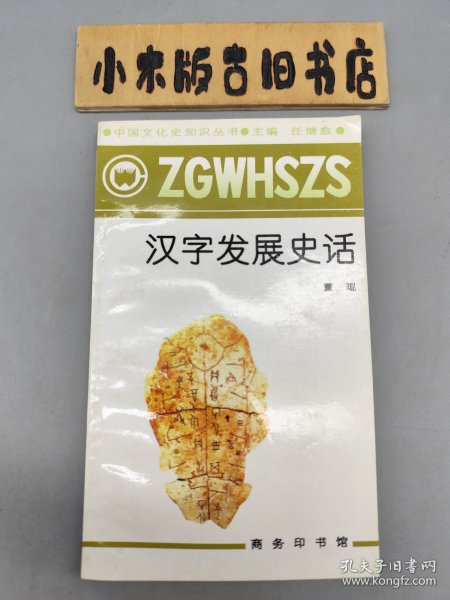 小木版古旧书店
●中国文化史知识丛书●主编 任继愈●
ZGWHSZS
汉字发展史话
董 琨
商务印书馆
孔夫子旧书网
www.kongfz.com